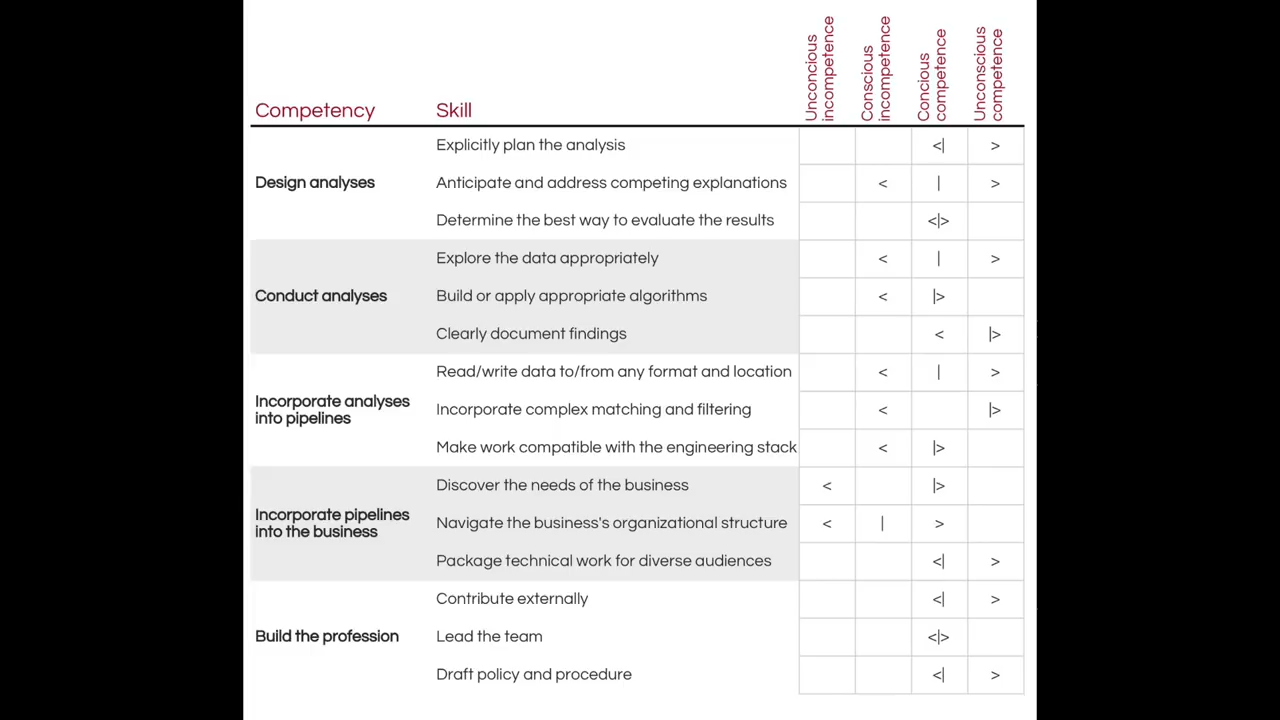 Competency Skill Unconcious incompetence Conscious incompetence Concious competence Unconscious competence
Explicitly plan the analysis <| >
Design analyses Anticipate and address competing explanations < | >
Determine the best way to evaluate the results <|>
Explore the data appropriately < | >
Conduct analyses Build or apply appropriate algorithms < |>
Clearly document findings < |>
Read/write data to/from any format and location < | >
Incorporate analyses into pipelines Incorporate complex matching and filtering < |>
Make work compatible with the engineering stack < |>
Discover the needs of the business < |>
Incorporate pipelines into the business Navigate the business's organizational structure < | >
Package technical work for diverse audiences <| >
Contribute externally <| >
Build the profession Lead the team <|>
Draft policy and procedure <| >